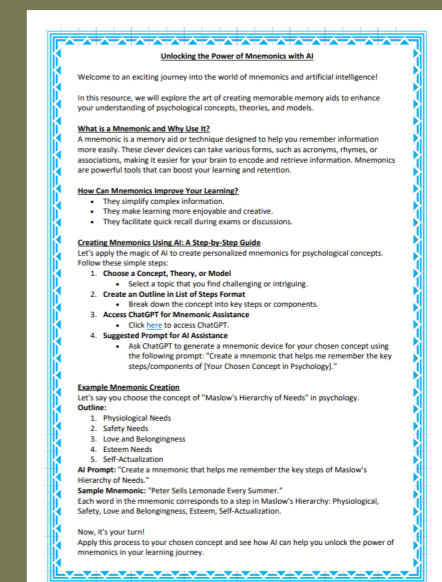 Unlocking the Power of Mnemonics with AI
Welcome to an exciting journey into the world of mnemonics and artificial intelligence!
In this resource, we will explore the art of creating memorable memory aids to enhance
your understanding of psychological concepts, theories, and models.
What is a Mnemonic and Why Use It?
A mnemonic is a memory aid or technique designed to help you remember information
more easily. These clever devices can take various forms, such as acronyms, rhymes, or
associations, making it easier for your brain to encode and retrieve information. Mnemonics
are powerful tools that can boost your learning and retention.
How Can Mnemonics Improve Your Learning?
• They simplify complex information.
• They make learning more enjoyable and creative.
• They facilitate quick recall during exams or discussions.
Creating Mnemonics Using AI: A Step-by-Step Guide
Let's apply the magic of AI to create personalized mnemonics for psychological concepts.
Follow these simple steps:
1. Choose a Concept, Theory, or Model
• Select a topic that you find challenging or intriguing.
2. Create an Outline in List of Steps Format
• Break down the concept into key steps or components.
3. Access ChatGPT for Mnemonic Assistance
• Click here to access ChatGPT.
4. Suggested Prompt for AI Assistance
• Ask ChatGPT to generate a mnemonic device for your chosen concept using
the following prompt: "Create a mnemonic that helps me remember the key
steps/components of [Your Chosen Concept in Psychology]."
Example Mnemonic Creation
Let's say you choose the concept of "Maslow's Hierarchy of Needs" in psychology.
Outline:
1. Physiological Needs
2. Safety Needs
3. Love and Belongingness
4. Esteem Needs
5. Self-Actualization
AI Prompt: "Create a mnemonic that helps me remember the key steps of Maslow's
Hierarchy of Needs."
Sample Mnemonic: "Peter Sells Lemonade Every Summer."
Each word in the mnemonic corresponds to a step in Maslow's Hierarchy: Physiological,
Safety, Love and Belongingness, Esteem, Self-Actualization.
Now, it's your turn!
Apply this process to your chosen concept and see how AI can help you unlock the power of
mnemonics in your learning journey.